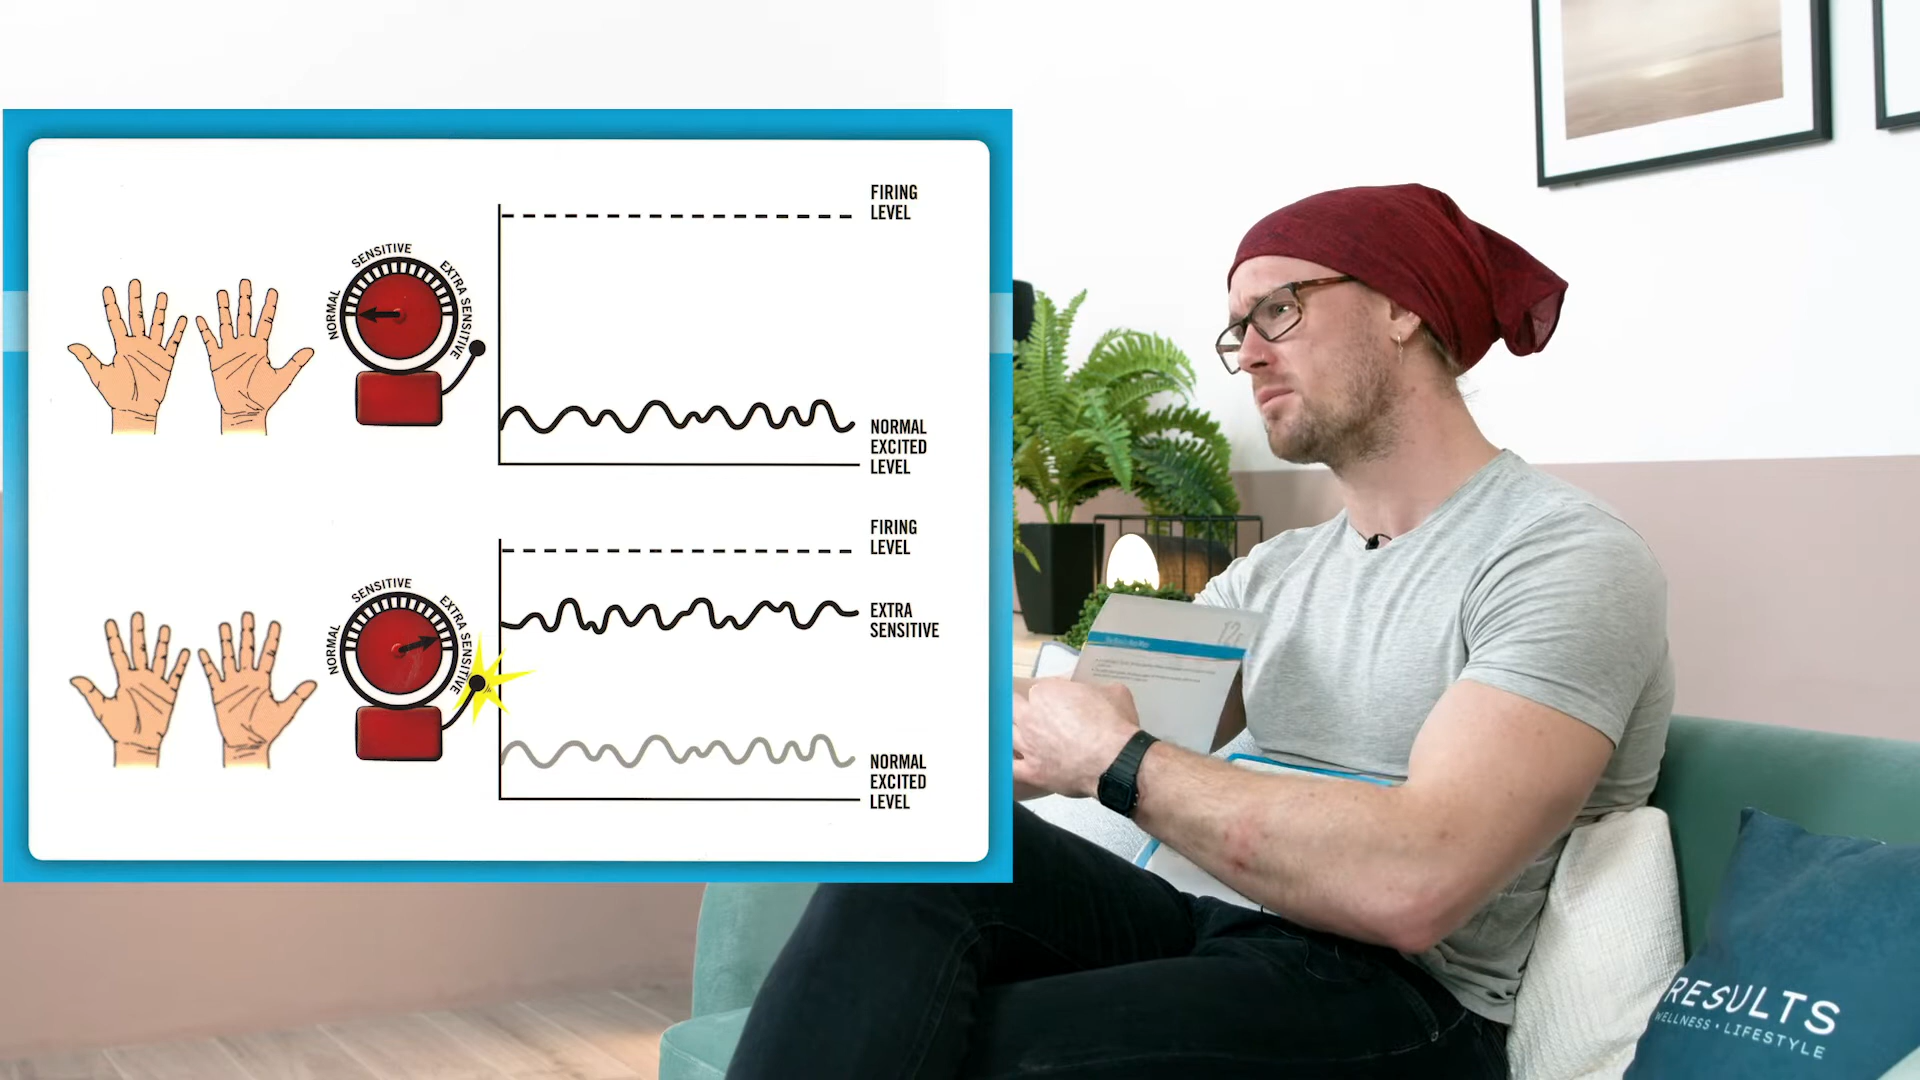 FIRING
LEVEL
SENSITIVE
NORMAL
EXTRA SENSITIVE
NORMAL
EXCITED
LEVEL
FIRING
LEVEL
SENSITIVE
NORMAL
EXTRA SENSITIVE
EXTRA
SENSITIVE
NORMAL
EXCITED
LEVEL
RESULTS
WELLNESS • LIFESTYLE